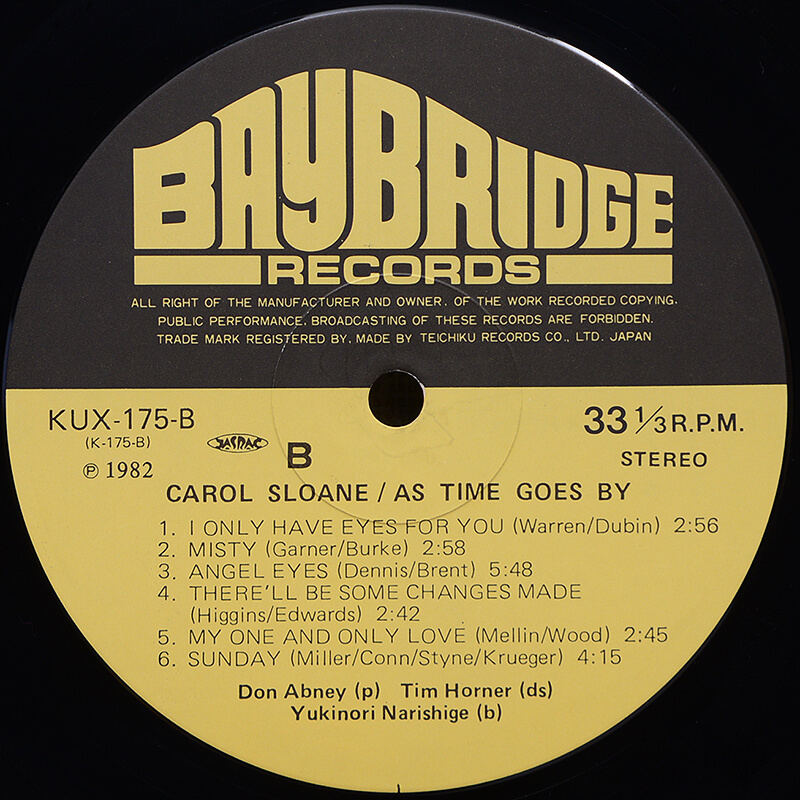 BAYBRIDGE
RECORDS
ALL RIGHT OF THE MANUFACTURER AND OWNER. OF THE WORK RECORDED COPYING,
PUBLIC PERFORMANCE, BROADCASTING OF THESE RECORDS ARE FORBIDDEN.
TRADE MARK REGISTERED BY, MADE BY TEICHIKU RECORDS CO., LTD. JAPAN
KUX-175-B
(K-175-B)
℗ 1982
JASRAC
B
33 1/3 R.P.M.
STEREO
CAROL SLOANE / AS TIME GOES BY
1. I ONLY HAVE EYES FOR YOU (Warren/Dubin) 2:56
2. MISTY (Garner/Burke) 2:58
3. ANGEL EYES (Dennis/Brent) 5:48
4. THERE'LL BE SOME CHANGES MADE
(Higgins/Edwards) 2:42
5. MY ONE AND ONLY LOVE (Mellin/Wood) 2:45
6. SUNDAY (Miller/Conn/Styne/Krueger) 4:15
Don Abney (p) Tim Horner (ds)
Yukinori Narishige (b)